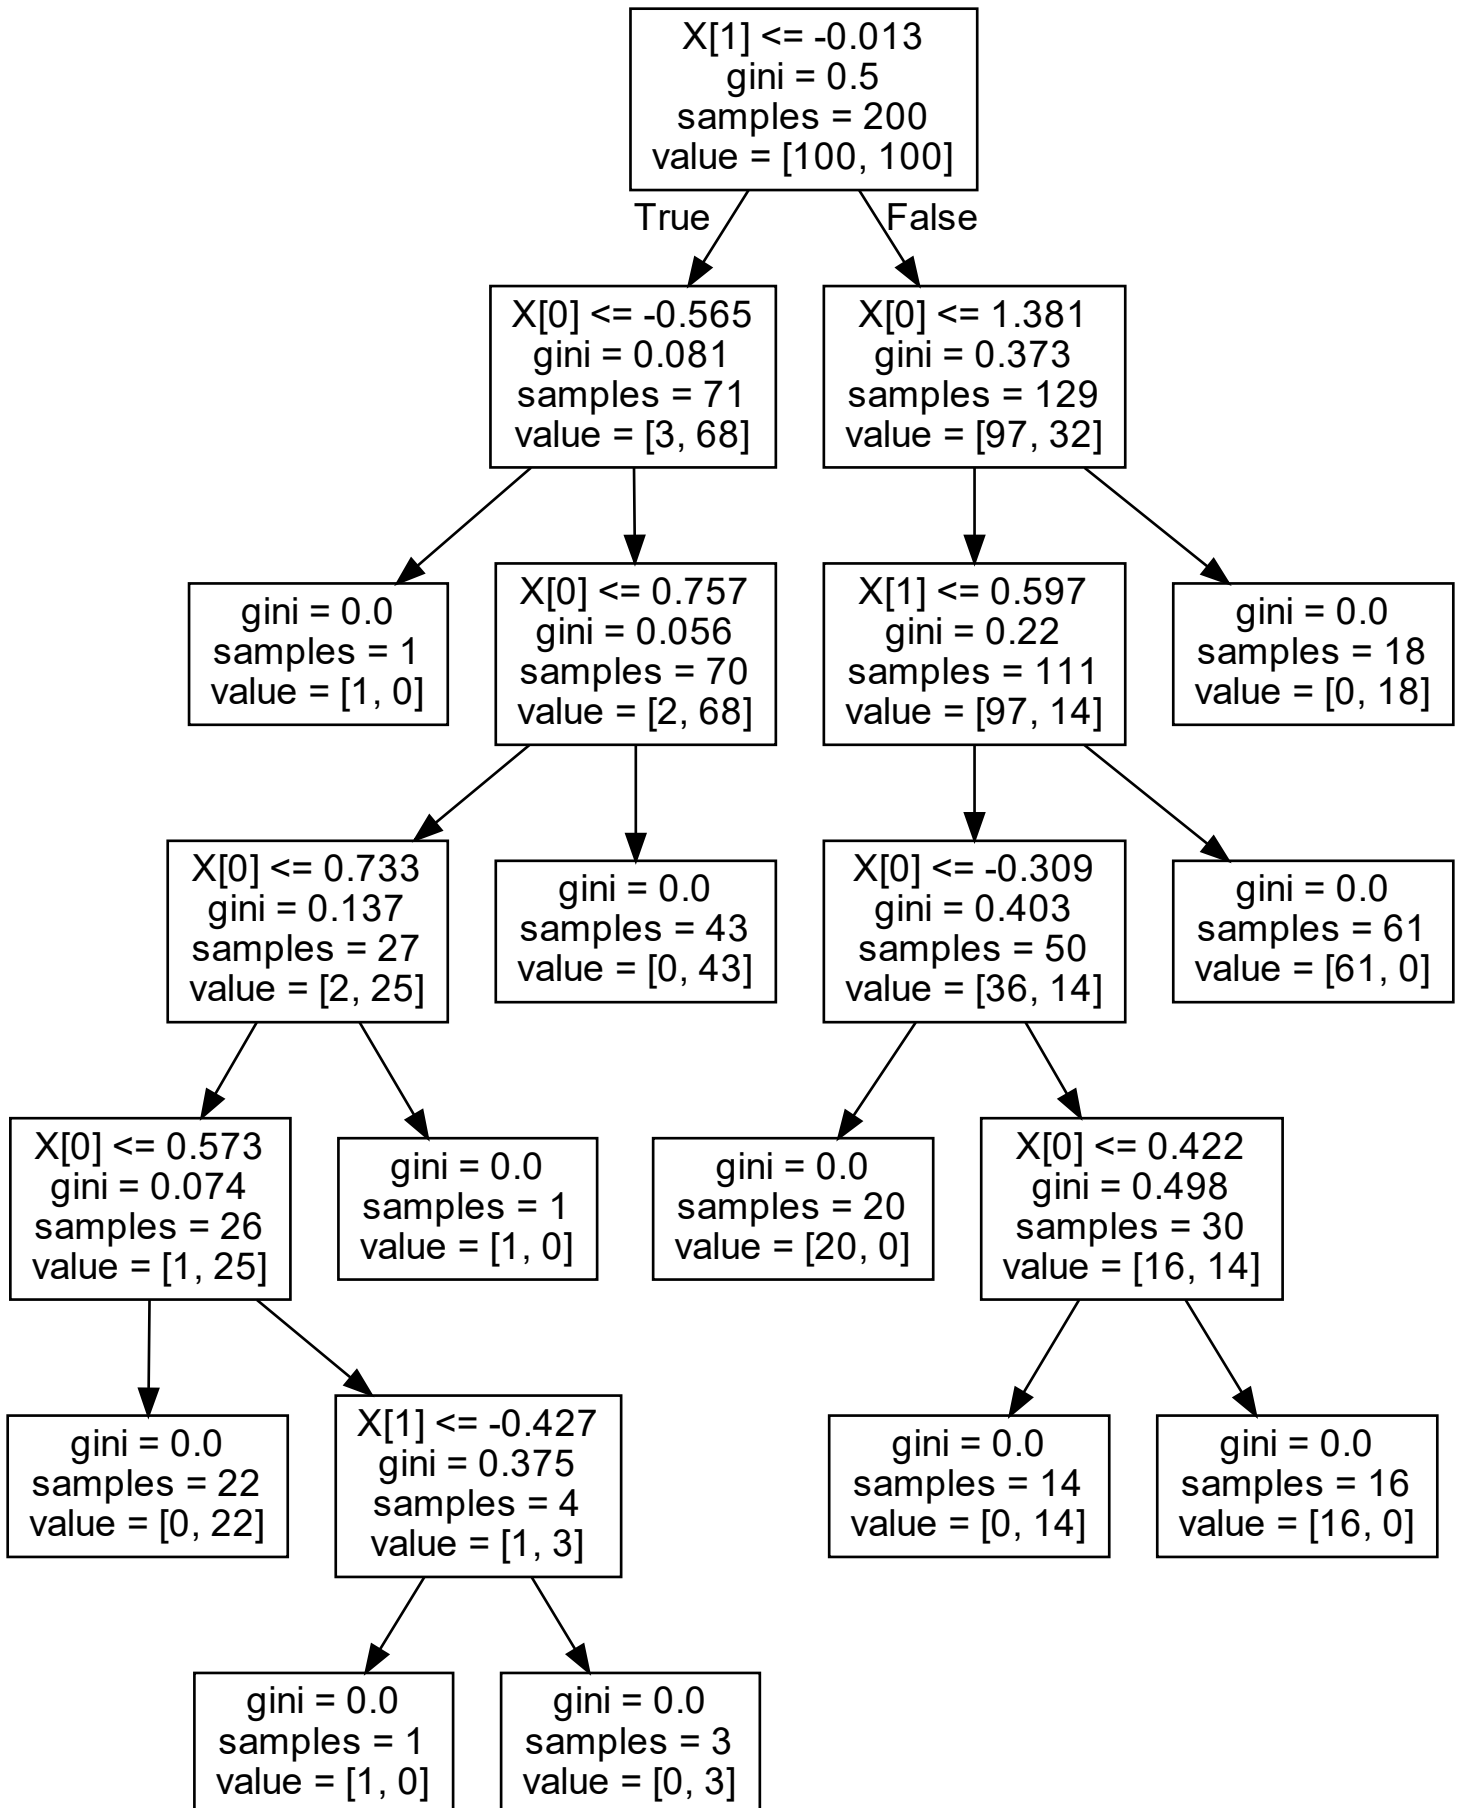 X[1] <= -0.013
gini = 0.5
samples = 200
value = [100, 100]
True
False
X[0] <= -0.565
gini = 0.081
samples = 71
value = [3, 68]
X[0] <= 1.381
gini = 0.373
samples = 129
value = [97, 32]
gini = 0.0
samples = 1
value = [1, 0]
X[0] <= 0.757
gini = 0.056
samples = 70
value = [2, 68]
X[1] <= 0.597
gini = 0.22
samples = 111
value = [97, 14]
gini = 0.0
samples = 18
value = [0, 18]
X[0] <= 0.733
gini = 0.137
samples = 27
value = [2, 25]
gini = 0.0
samples = 43
value = [0, 43]
X[0] <= -0.309
gini = 0.403
samples = 50
value = [36, 14]
gini = 0.0
samples = 61
value = [61, 0]
X[0] <= 0.573
gini = 0.074
samples = 26
value = [1, 25]
gini = 0.0
samples = 1
value = [1, 0]
gini = 0.0
samples = 20
value = [20, 0]
X[0] <= 0.422
gini = 0.498
samples = 30
value = [16, 14]
gini = 0.0
samples = 22
value = [0, 22]
X[1] <= -0.427
gini = 0.375
samples = 4
value = [1, 3]
gini = 0.0
samples = 14
value = [0, 14]
gini = 0.0
samples = 16
value = [16, 0]
gini = 0.0
samples = 1
value = [1, 0]
gini = 0.0
samples = 3
value = [0, 3]